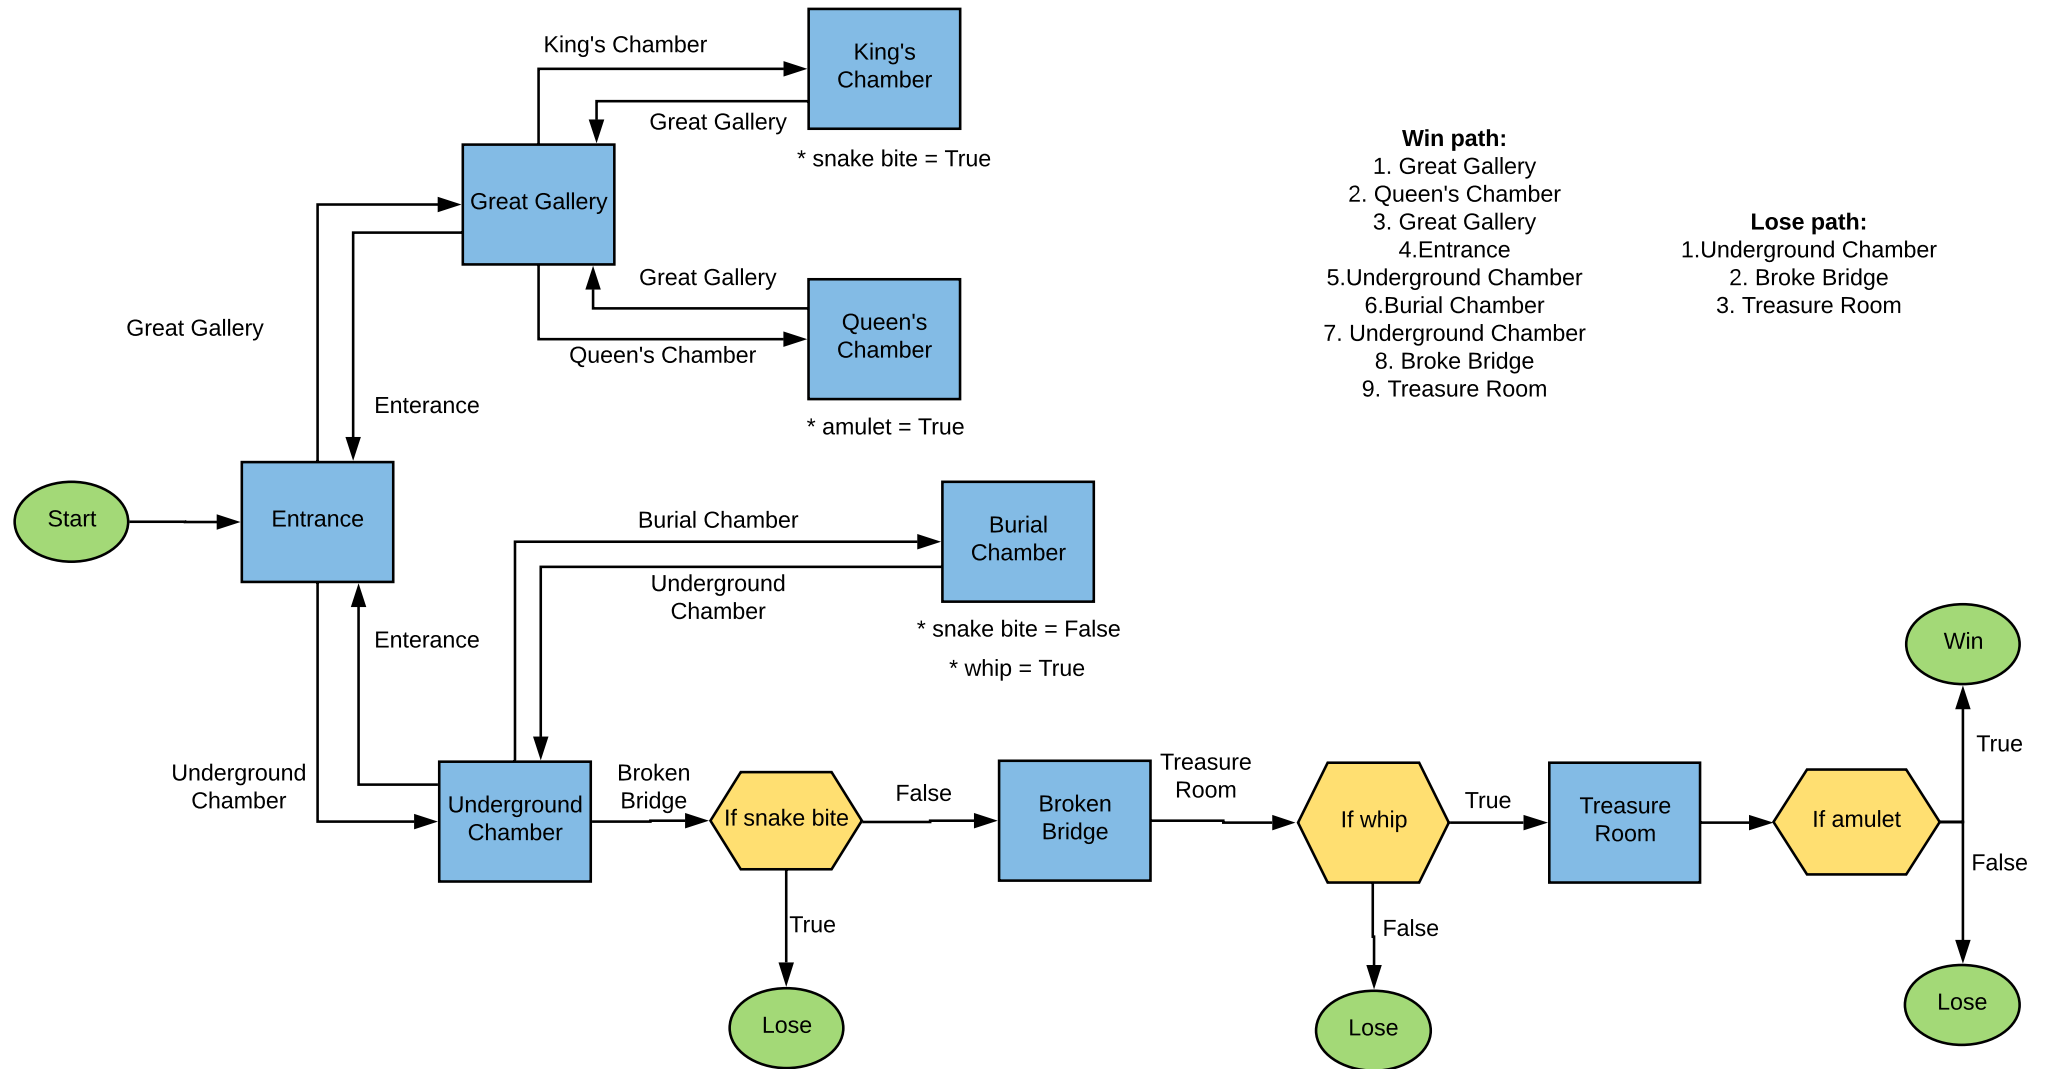 King's Chamber
King's
Chamber
Great Gallery
* snake bite = True
Great Gallery
Great Gallery
Queen's
Chamber
Queen's Chamber
* amulet = True
Great Gallery
Enterance
Win path:
1. Great Gallery
2. Queen's Chamber
3. Great Gallery
4.Entrance
5.Underground Chamber
6.Burial Chamber
7. Underground Chamber
8. Broke Bridge
9. Treasure Room
Lose path:
1.Underground Chamber
2. Broke Bridge
3. Treasure Room
Start
Entrance
Burial Chamber
Burial
Chamber
Underground
Chamber
* snake bite = False
* whip = True
Enterance
Underground
Chamber
Underground
Chamber
Broken
Bridge
If snake bite
False
True
Lose
Broken
Bridge
Treasure
Room
If whip
True
False
Lose
Treasure
Room
If amulet
True
Win
False
Lose